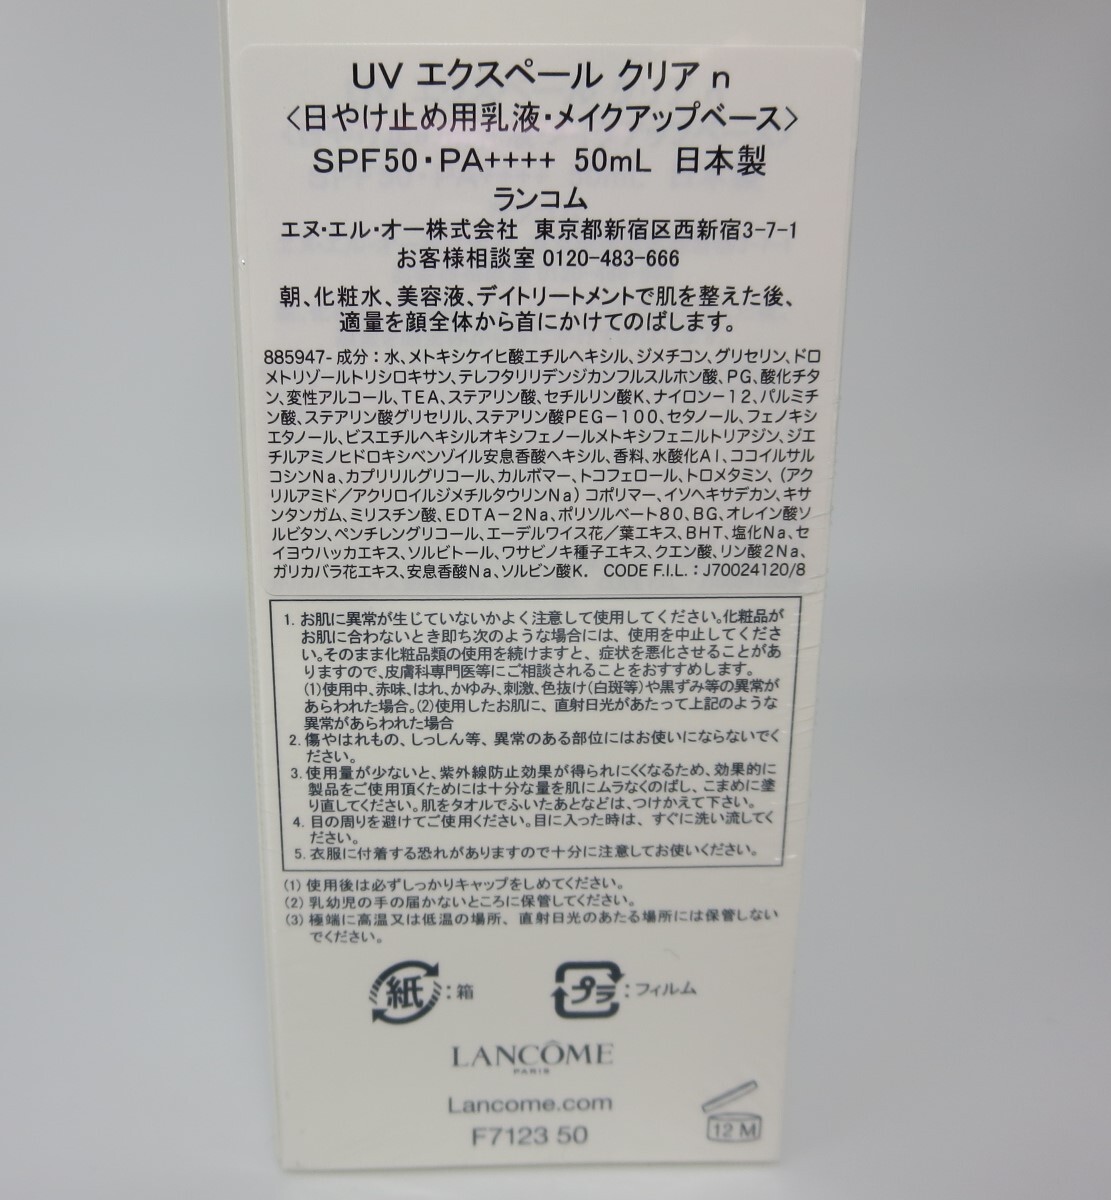 UV エクスペール クリア n
〈日やけ止め用乳液・メイクアップベース〉
SPF50・PA++++ 50mL 日本製
ランコム
エヌ・エル・オー株式会社 東京都新宿区西新宿3-7-1
お客様相談室 0120-483-666
朝、化粧水、美容液、デイトリートメントで肌を整えた後、
適量を顔全体から首にかけてのばします。
885947- 成分：水、メトキシケイヒ酸エチルヘキシル、ジメチコン、グリセリン、ドロ
メトリゾールトリシロキサン、テレフタリリデンジカンフルスルホン酸、PG、酸化チタ
ン、変性アルコール、TEA、ステアリン酸、セチルリン酸K、ナイロン－12、パルミチ
ン酸、ステアリン酸グリセリル、ステアリン酸PEG－100、セタノール、フェノキシ
エタノール、ビスエチルヘキシルオキシフェノールメトキシフェニルトリアジン、ジエ
チルアミノヒドロキシベンゾイル安息香酸ヘキシル、香料、水酸化Al、ココイルサル
コシンNa、カプリリルグリコール、カルボマー、トコフェロール、トロメタミン、（アク
リルアミド／アクリロイルジメチルタウリンNa）コポリマー、イソヘキサデカン、キサ
ンタンガム、ミリスチン酸、EDTA－2Na、ポリソルベート80、BG、オレイン酸ソ
ルビタン、ペンチレングリコール、エーデルワイス花／葉エキス、BHT、塩化Na、セ
イヨウハッカエキス、ソルビトール、ワサビノキ種子エキス、クエン酸、リン酸2Na、
ガリカバラ花エキス、安息香酸Na、ソルビン酸K． CODE F.I.L.：J70024120/8
1. お肌に異常が生じていないかよく注意して使用してください。化粧品が
お肌に合わないとき即ち次のような場合には、使用を中止してくださ
い。そのまま化粧品類の使用を続けますと、症状を悪化させることがあ
りますので、皮膚科専門医等にご相談されることをおすすめします。
(1)使用中、赤味、はれ、かゆみ、刺激、色抜け(白斑等)や黒ずみ等の異常が
あらわれた場合。(2)使用したお肌に、直射日光があたって上記のような
異常があらわれた場合
2. 傷やはれもの、しっしん等、異常のある部位にはお使いにならないでく
ださい。
3. 使用量が少ないと、紫外線防止効果が得られにくくなるため、効果的に
製品をご使用頂くためには十分な量を肌にムラなくのばし、こまめに塗
り直してください。肌をタオルでふいたあとなどは、つけかえて下さい。
4. 目の周りを避けてご使用ください。目に入った時は、すぐに洗い流してく
ださい。
5. 衣服に付着する恐れがありますので十分に注意してお使いください。
(1) 使用後は必ずしっかりキャップをしめてください。
(2) 乳幼児の手の届かないところに保管してください。
(3) 極端に高温又は低温の場所、直射日光のあたる場所には保管しない
でください。
紙：箱 プラ：フィルム
LANCÔME
PARIS
Lancome.com
F7123 50
12 M